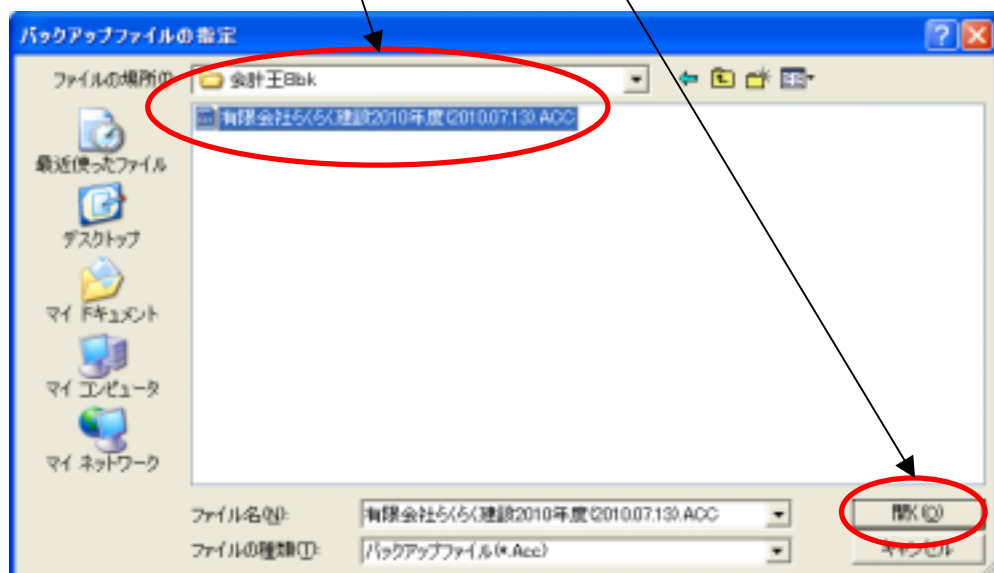 バックアップファイルの指定
ファイルの場所(I):
会計王8bk
有限会社らくらく建設2010年度(2010.07.13).ACC
最近使ったファイル
デスクトップ
マイ ドキュメント
マイ コンピュータ
マイ ネットワーク
ファイル名(N):
有限会社らくらく建設2010年度(2010.07.13).ACC
開く(O)
ファイルの種類(T):
バックアップファイル(*.Acc)
キャンセル